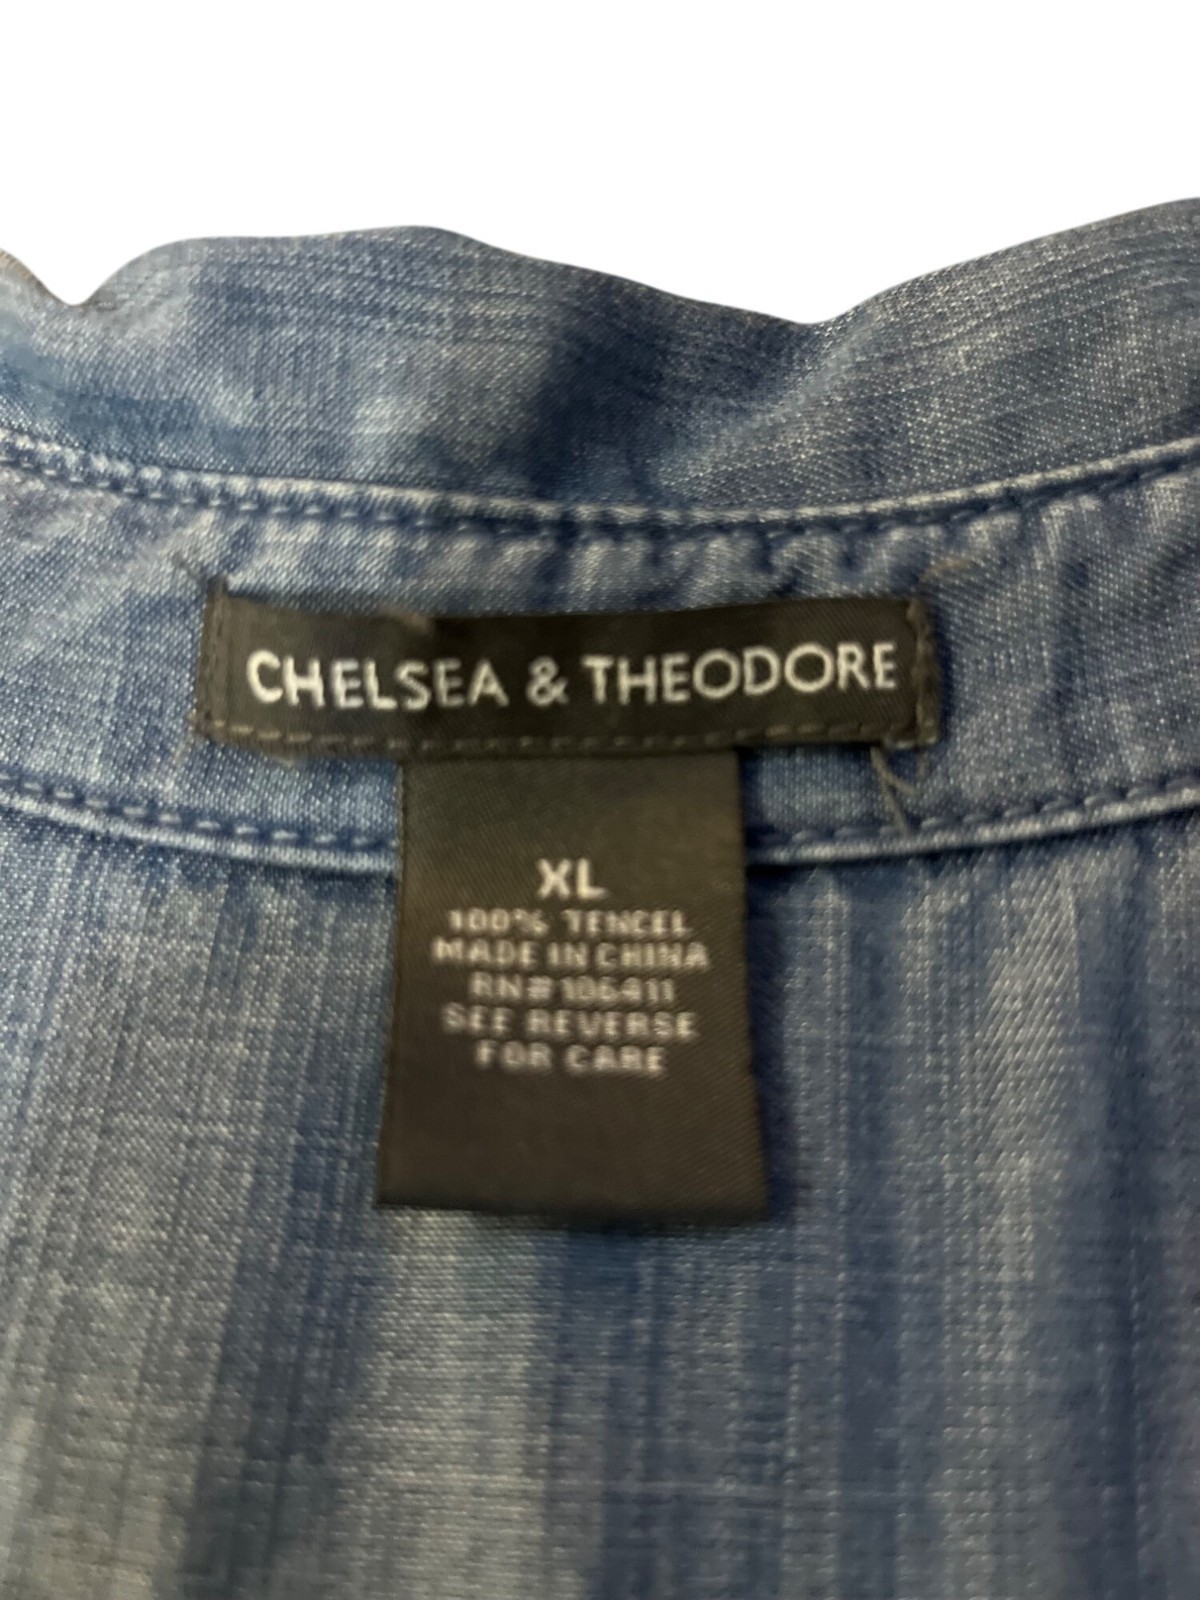 CHELSEA & THEODORE
XL
100% TENCEL
MADE IN CHINA
RN#106411
SEE REVERSE
FOR CARE